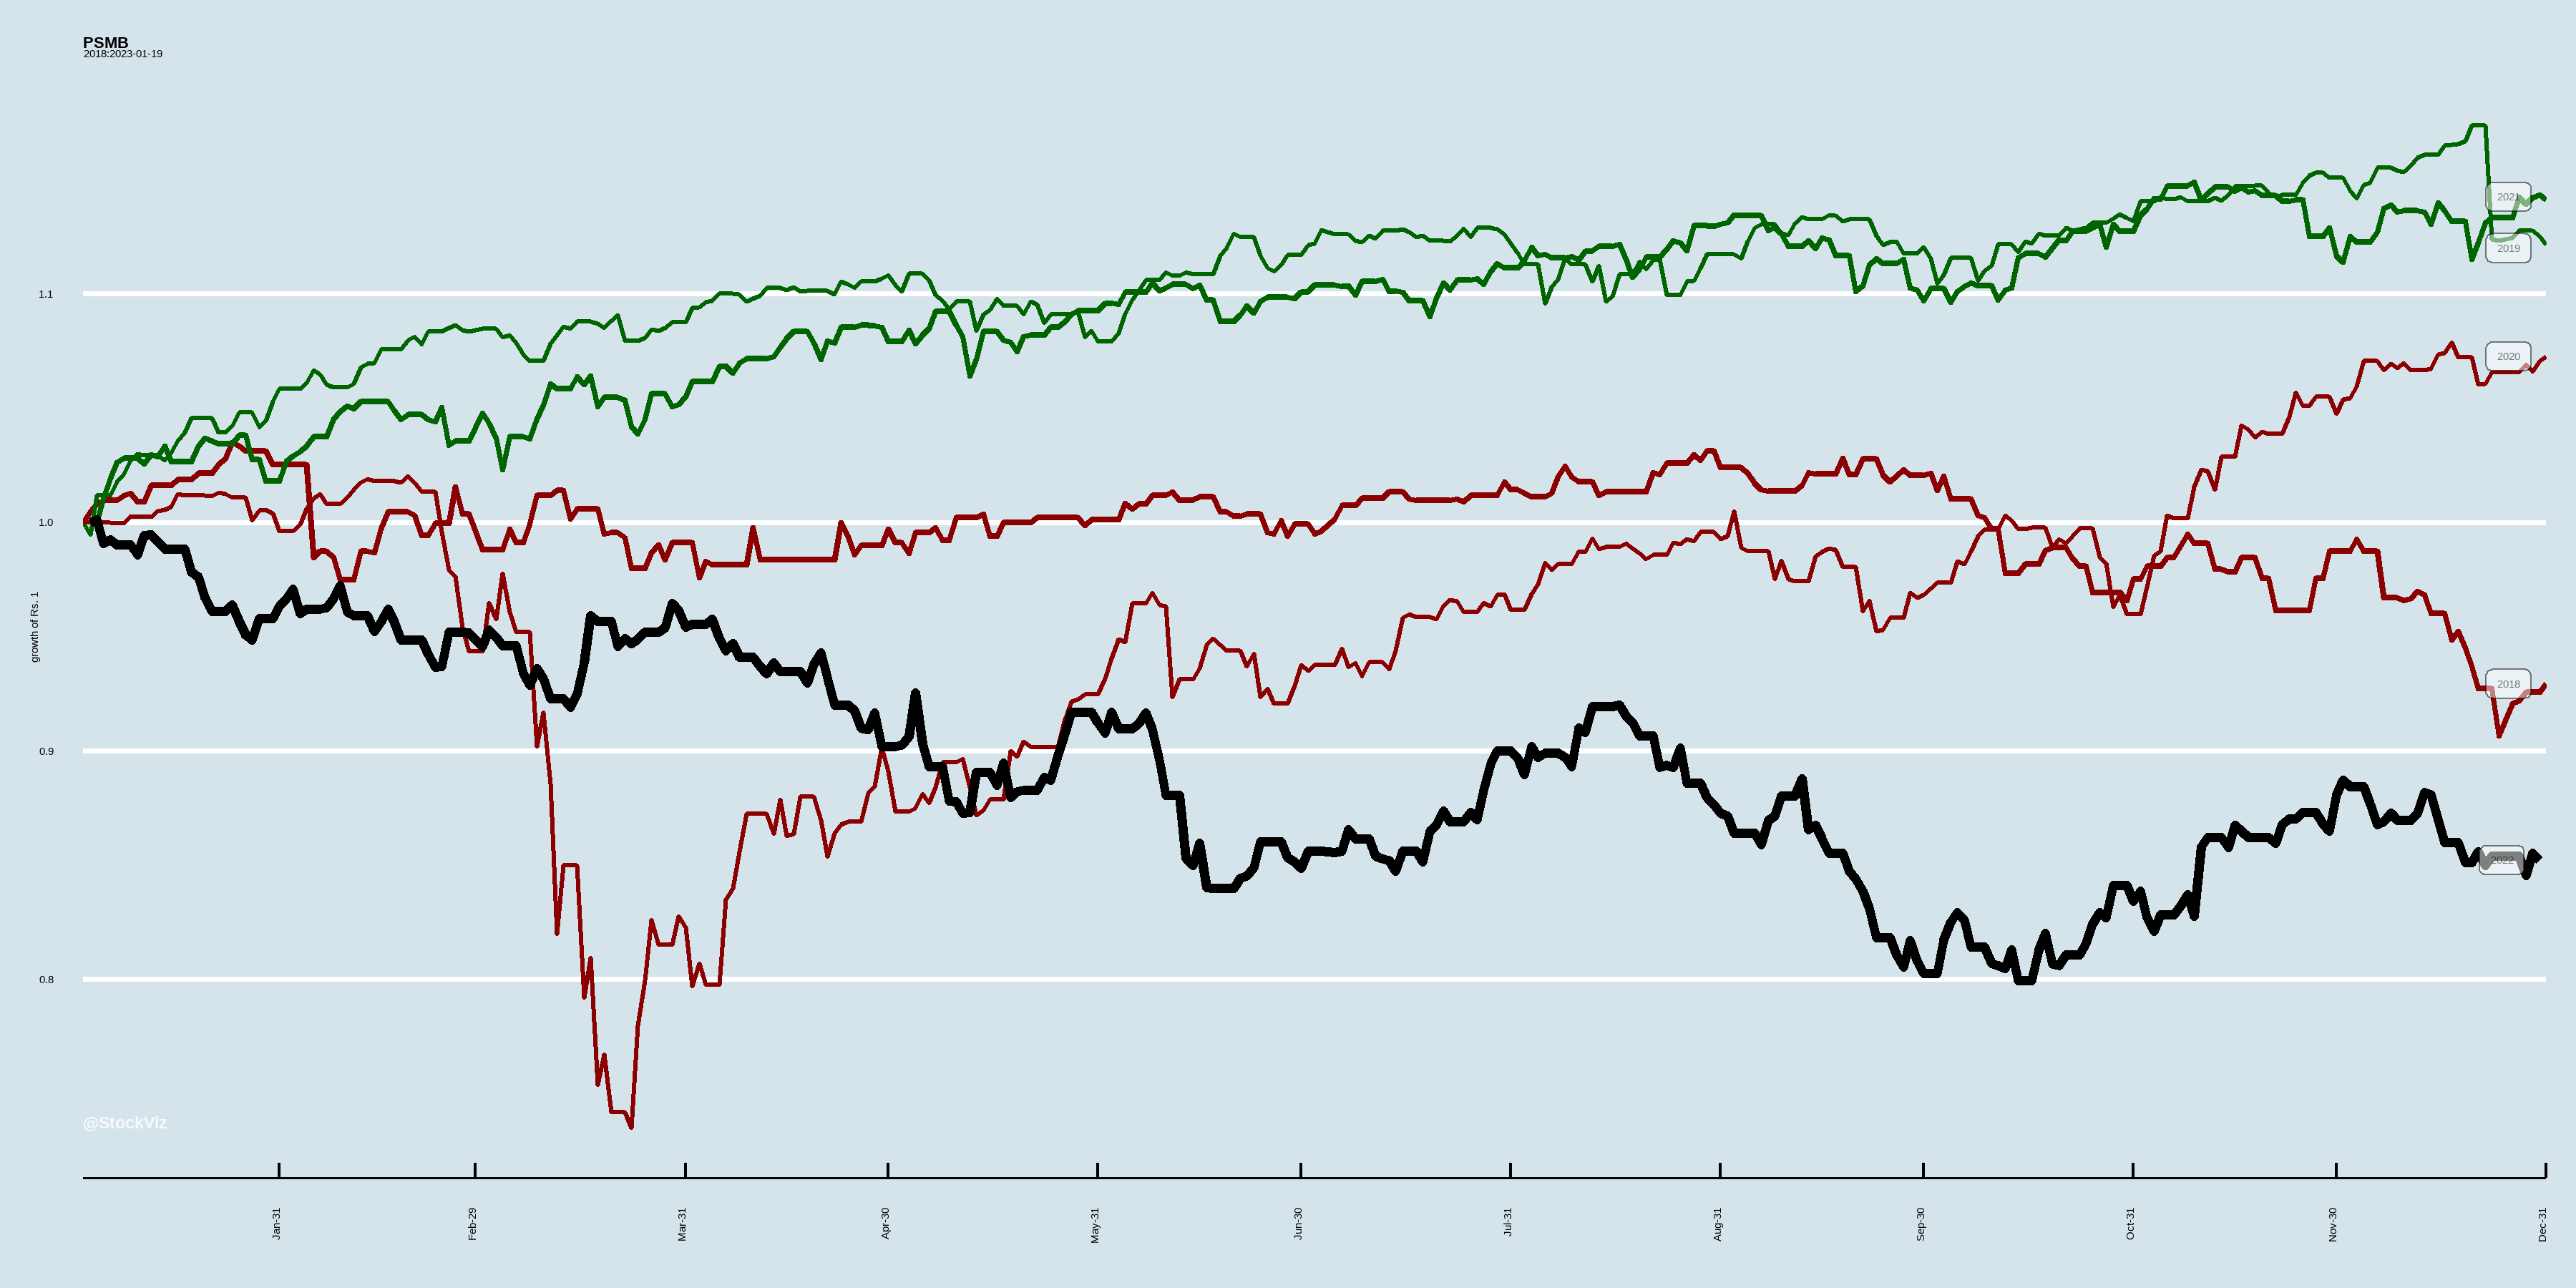 PSMB
2018:2023-01-19
2021
2019
1.1
2020
1.0
growth of Rs. 1
2018
0.9
2022
0.8
@StockViz
Jan-31
Feb-29
Mar-31
Apr-30
May-31
Jun-30
Jul-31
Aug-31
Sep-30
Oct-31
Nov-30
Dec-31